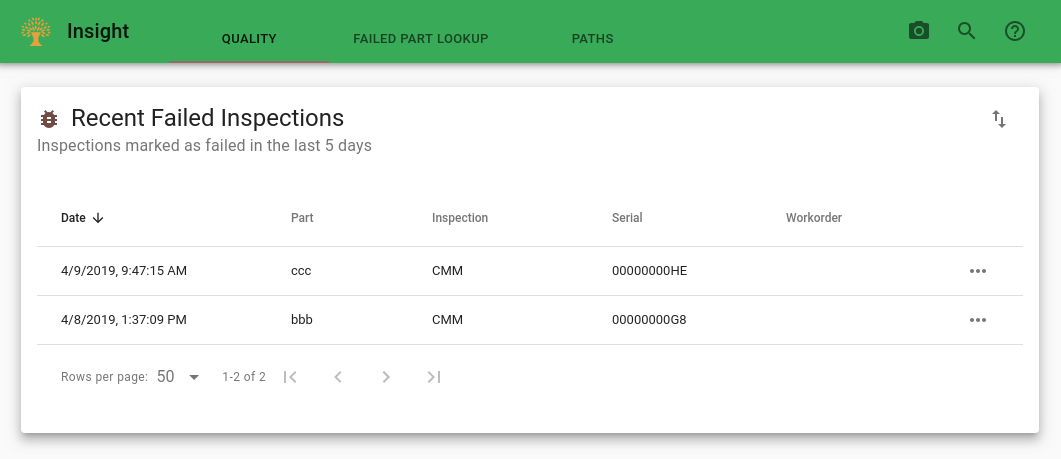 Insight
QUALITY
FAILED PART LOOKUP
PATHS
Recent Failed Inspections
Inspections marked as failed in the last 5 days
Date Part Inspection Serial Workorder
4/9/2019, 9:47:15 AM ccc CMM 00000000HE
4/8/2019, 1:37:09 PM bbb CMM 00000000G8
Rows per page: 50 1-2 of 2